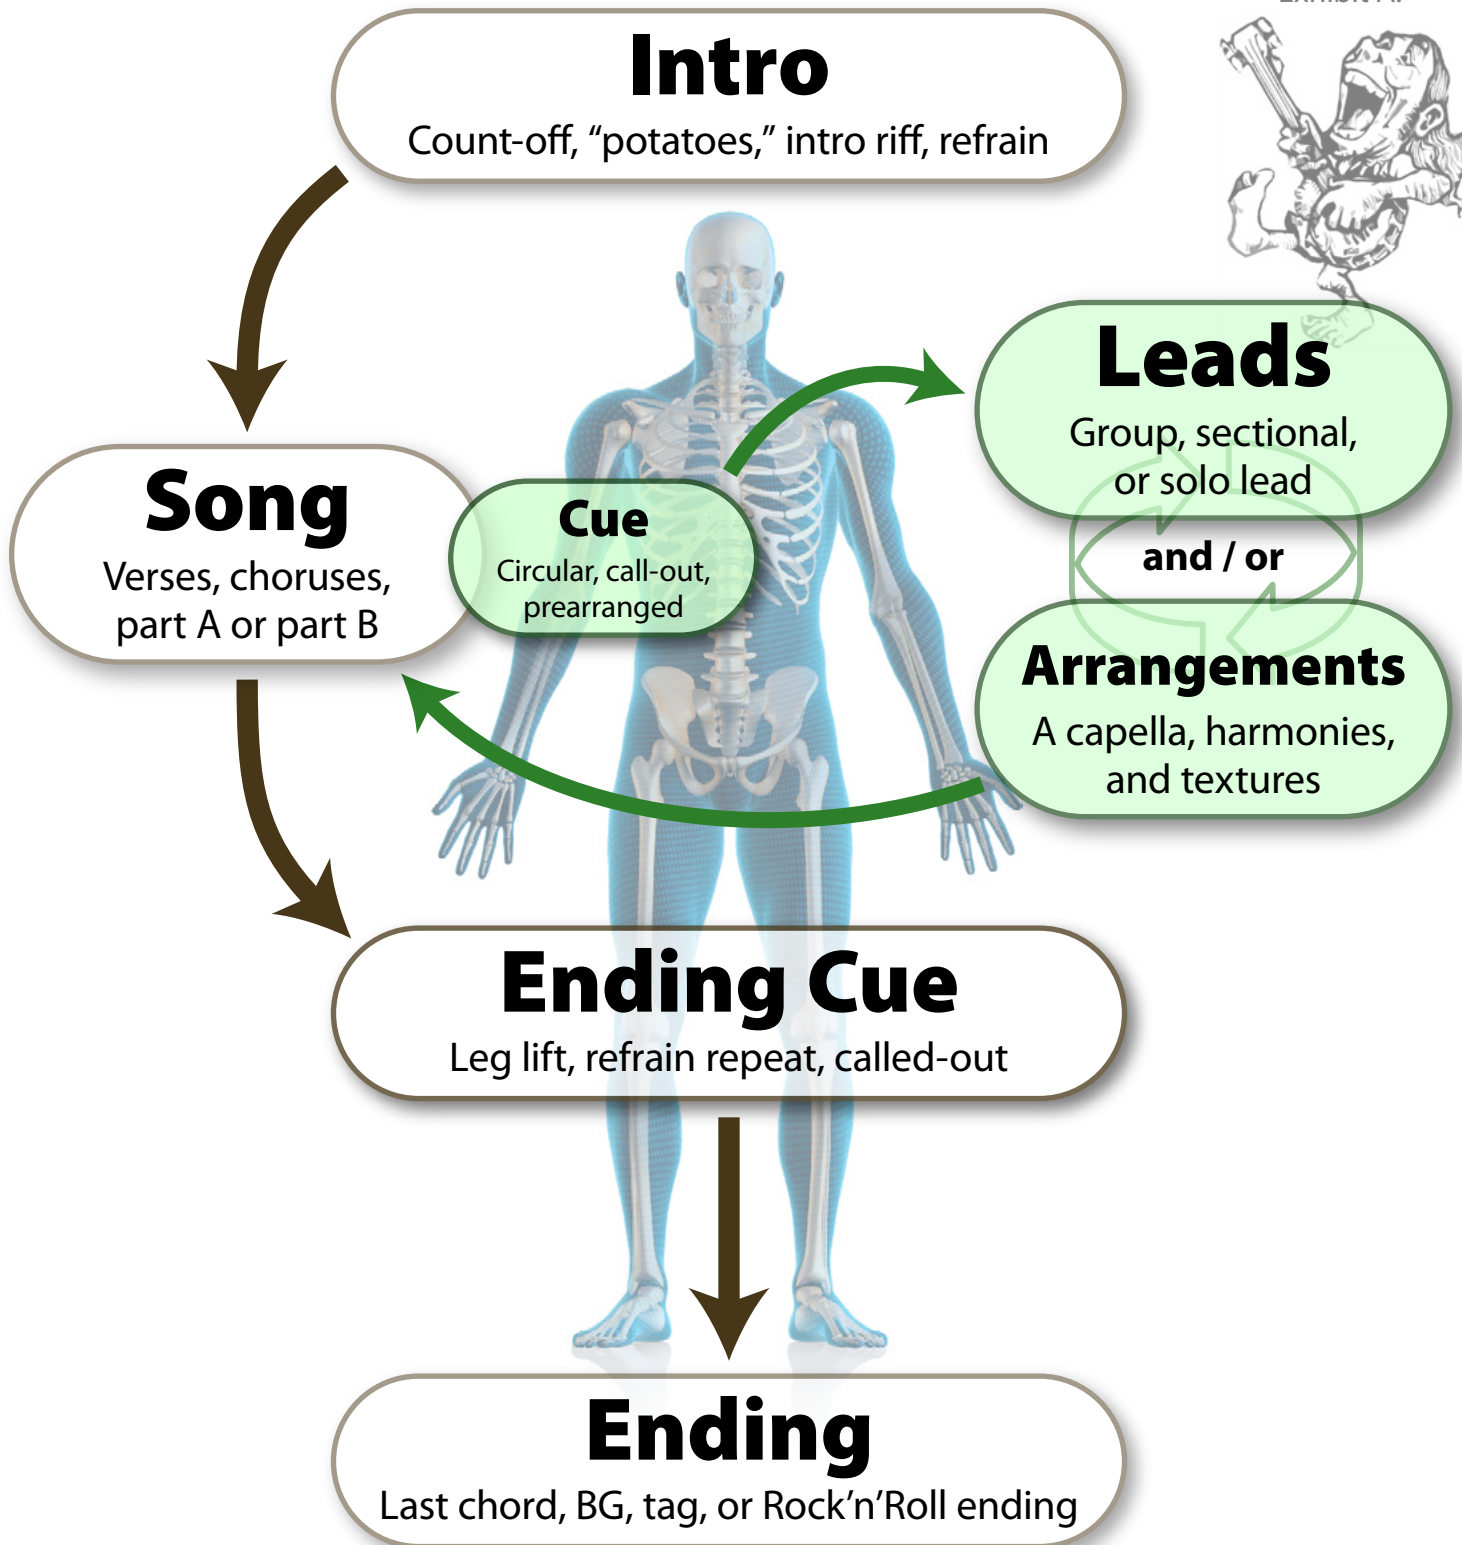 Exhibit A:
Intro
Count-off, “potatoes,” intro riff, refrain
Leads
Group, sectional,
or solo lead
Song
Verses, choruses,
part A or part B
Cue
Circular, call-out,
prearranged
and / or
Arrangements
A capella, harmonies,
and textures
Ending Cue
Leg lift, refrain repeat, called-out
Ending
Last chord, BG, tag, or Rock’n’Roll ending